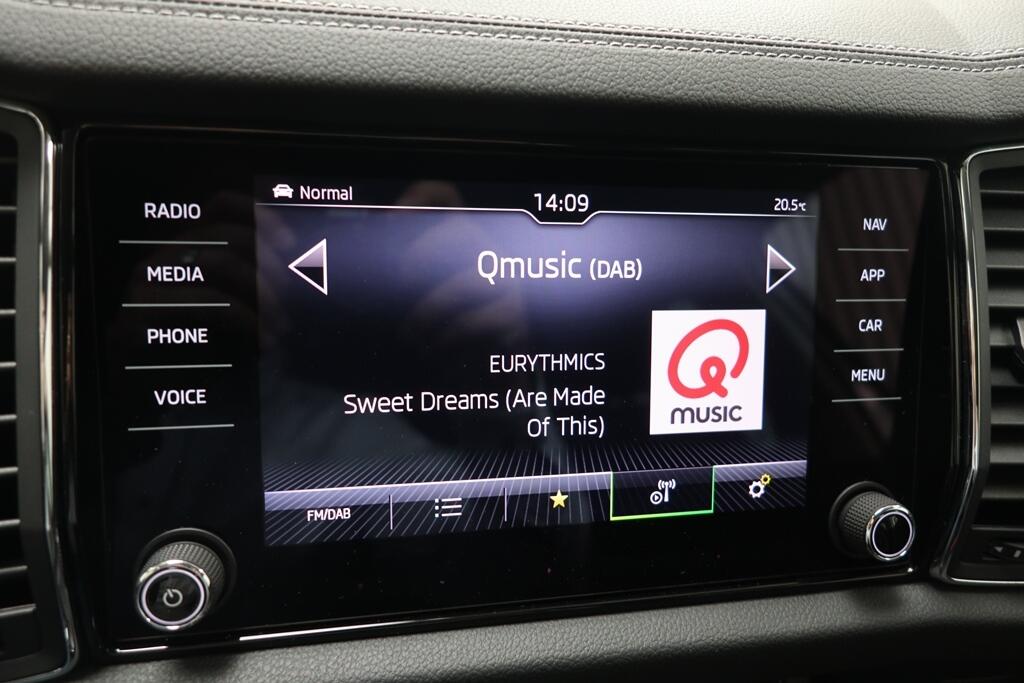 Normal
14:09
20.5°C
RADIO
MEDIA
PHONE
VOICE
Qmusic (DAB)
EURYTHMICS
Sweet Dreams (Are Made
Of This)
Q
MUSIC
FM/DAB
NAV
APP
CAR
MENU